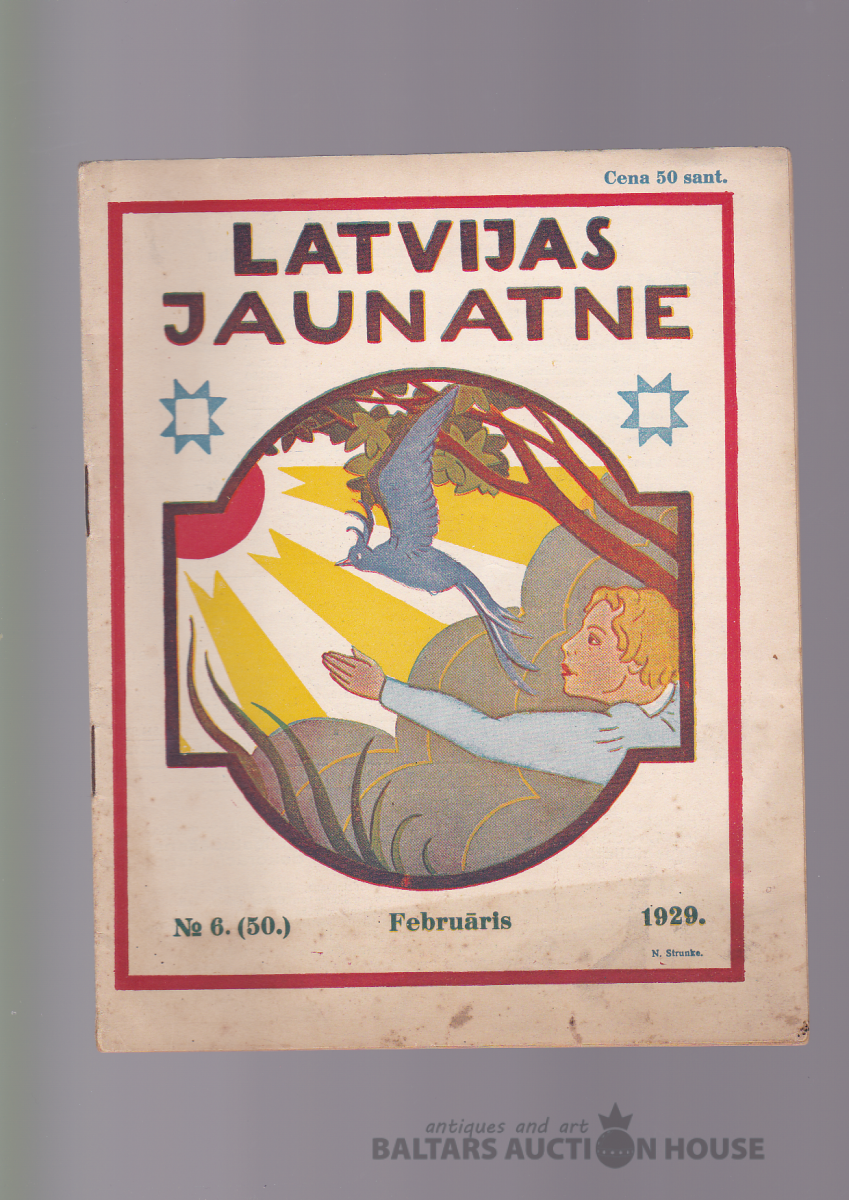 Cena 50 sant.
LATVIJAS
JAUNATNE
№ 6. (50.) Februāris 1929.
N. Strunke.
antiques and art
BALTARS AUCTION HOUSE